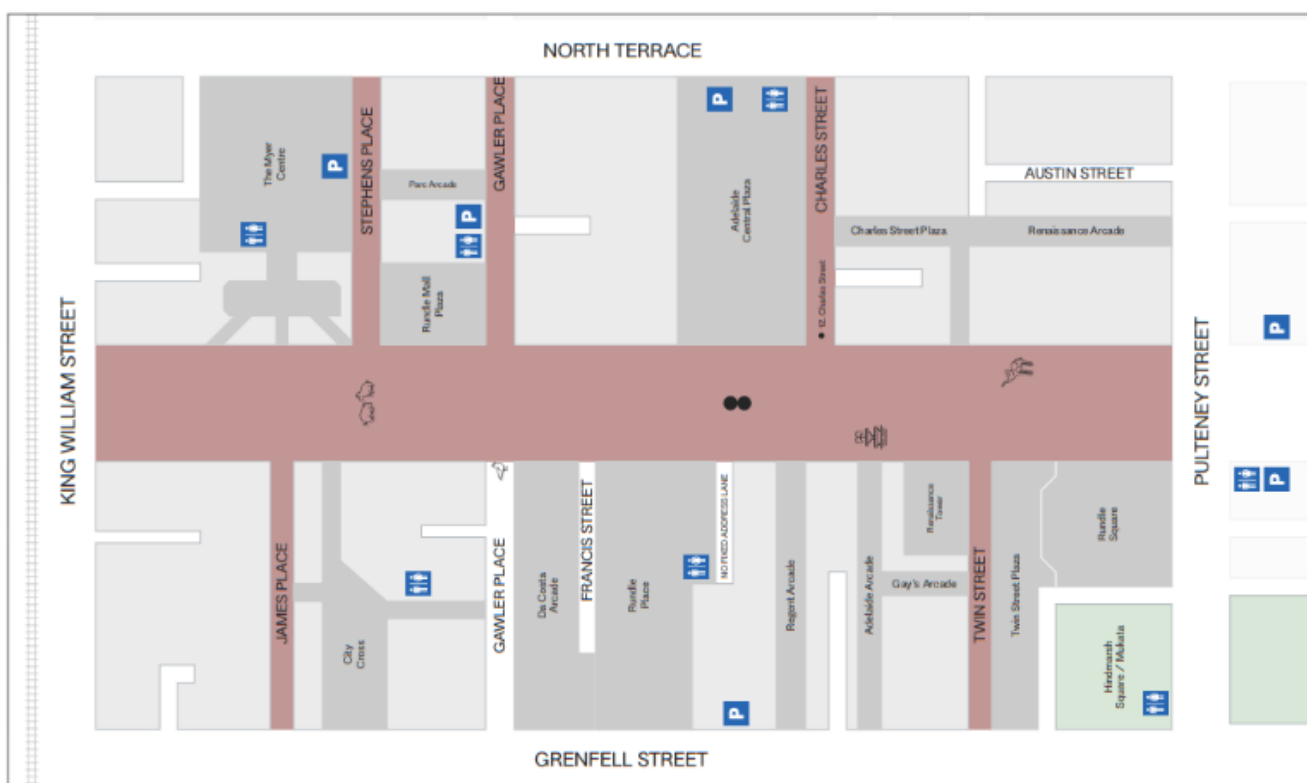 NORTH TERRACE
The Myer
Centre
P
STEPHENS PLACE
Parc Arcade
P
Rundle Mall
Plaza
GAWLER PLACE
P
Adelaide
Central Plaza
CHARLES STREET
12. Charles Street
AUSTIN STREET
Charles Street Plaza
Renaissance Arcade
KING WILLIAM STREET
PULTENEY STREET
P
P
JAMES PLACE
City
Cross
GAWLER PLACE
Da Costa
Arcade
FRANCIS STREET
Rundle
Place
NO FIXED ADDRESS LANE
P
Regent Arcade
Adelaide Arcade
Renaissance
Tower
Gay's Arcade
TWIN STREET
Twin Street Plaza
Rundle
Square
Hindmarsh
Square / Mukata
GRENFELL STREET